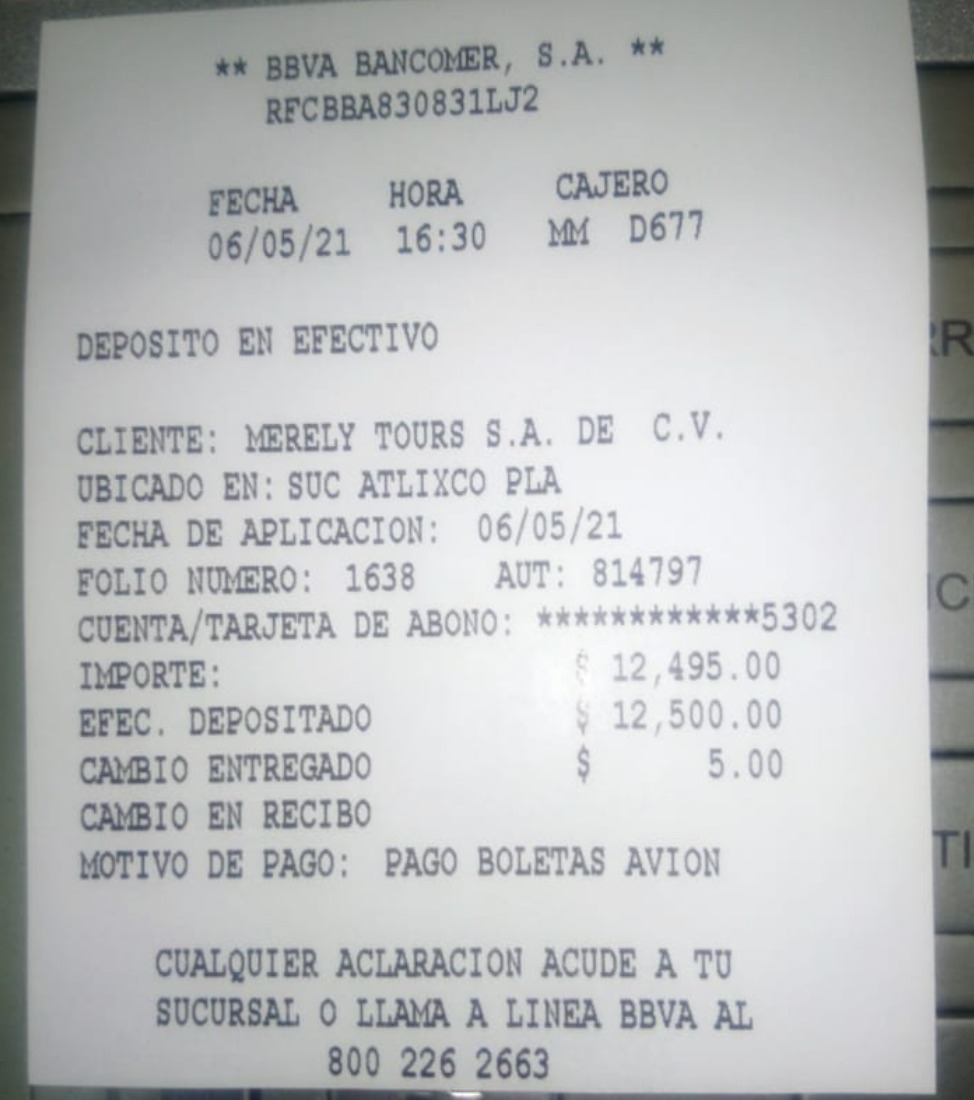 ** BBVA BANCOMER, S.A. **
RFCBBA830831LJ2
FECHA HORA CAJERO
06/05/21 16:30 MM D677
DEPOSITO EN EFECTIVO
CLIENTE: MERELY TOURS S.A. DE C.V.
UBICADO EN: SUC ATLIXCO PLA
FECHA DE APLICACION: 06/05/21
FOLIO NUMERO: 1638 AUT: 814797
CUENTA/TARJETA DE ABONO: ************5302
IMPORTE: $ 12,495.00
EFEC. DEPOSITADO $ 12,500.00
CAMBIO ENTREGADO $ 5.00
CAMBIO EN RECIBO
MOTIVO DE PAGO: PAGO BOLETAS AVION
CUALQUIER ACLARACION ACUDE A TU
SUCURSAL O LLAMA A LINEA BBVA AL
800 226 2663